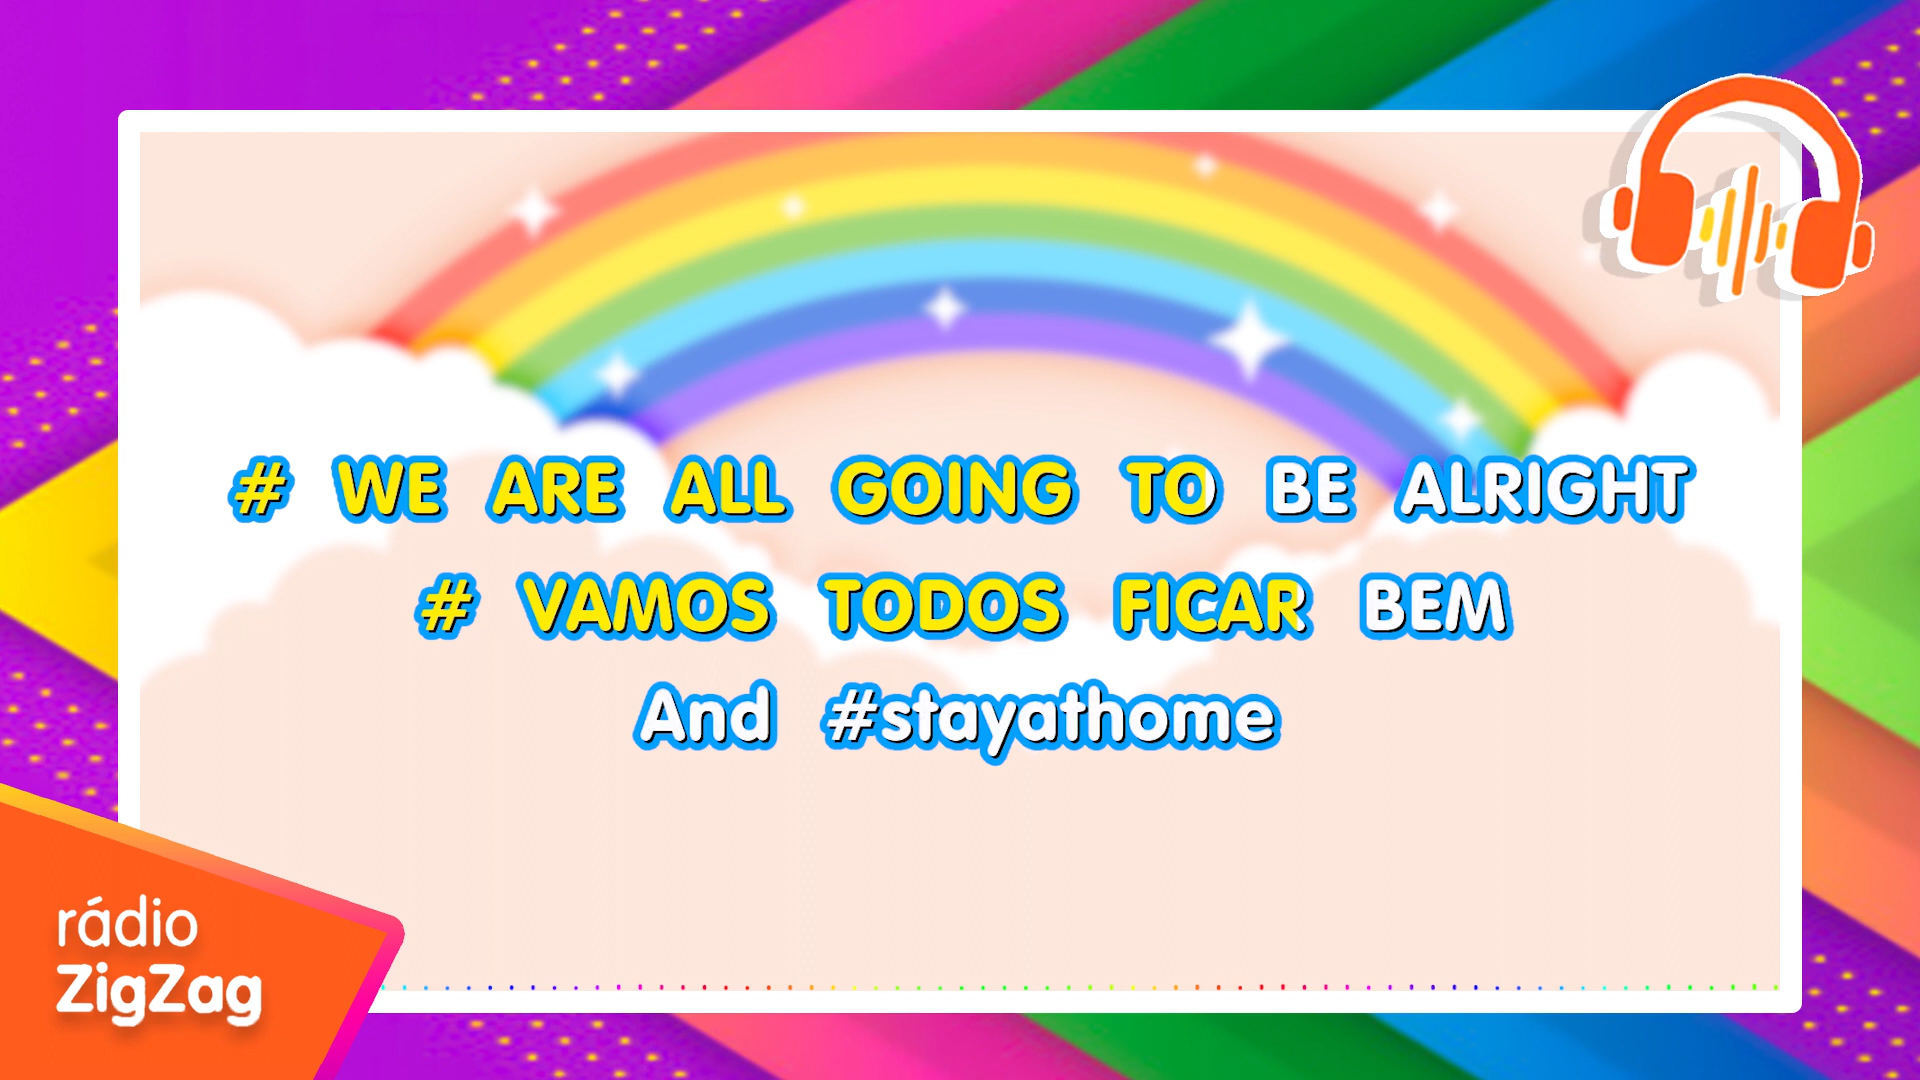 # WE ARE ALL GOING TO BE ALRIGHT
# VAMOS TODOS FICAR BEM
And #stayathome
rádio
ZigZag